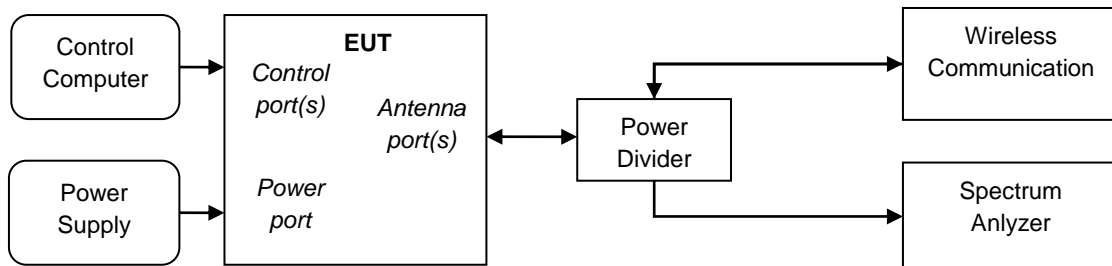 Control
Computer
Power
Supply
EUT
Control
port(s)
Antenna
port(s)
Power
port
Power
Divider
Wireless
Communication
Spectrum
Anlyzer